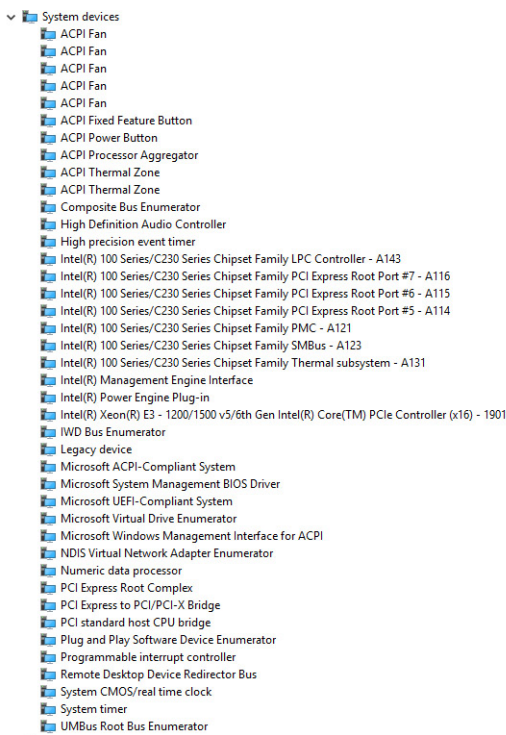 System devices
ACPI Fan
ACPI Fan
ACPI Fan
ACPI Fan
ACPI Fan
ACPI Fixed Feature Button
ACPI Power Button
ACPI Processor Aggregator
ACPI Thermal Zone
ACPI Thermal Zone
Composite Bus Enumerator
High Definition Audio Controller
High precision event timer
Intel(R) 100 Series/C230 Series Chipset Family LPC Controller - A143
Intel(R) 100 Series/C230 Series Chipset Family PCI Express Root Port #7 - A116
Intel(R) 100 Series/C230 Series Chipset Family PCI Express Root Port #6 - A115
Intel(R) 100 Series/C230 Series Chipset Family PCI Express Root Port #5 - A114
Intel(R) 100 Series/C230 Series Chipset Family PMC - A121
Intel(R) 100 Series/C230 Series Chipset Family SMBus - A123
Intel(R) 100 Series/C230 Series Chipset Family Thermal subsystem - A131
Intel(R) Management Engine Interface
Intel(R) Power Engine Plug-in
Intel(R) Xeon(R) E3 - 1200/1500 v5/6th Gen Intel(R) Core(TM) PCIe Controller (x16) - 1901
IWD Bus Enumerator
Legacy device
Microsoft ACPI-Compliant System
Microsoft System Management BIOS Driver
Microsoft UEFI-Compliant System
Microsoft Virtual Drive Enumerator
Microsoft Windows Management Interface for ACPI
NDIS Virtual Network Adapter Enumerator
Numeric data processor
PCI Express Root Complex
PCI Express to PCI/PCI-X Bridge
PCI standard host CPU bridge
Plug and Play Software Device Enumerator
Programmable interrupt controller
Remote Desktop Device Redirector Bus
System CMOS/real time clock
System timer
UMBus Root Bus Enumerator